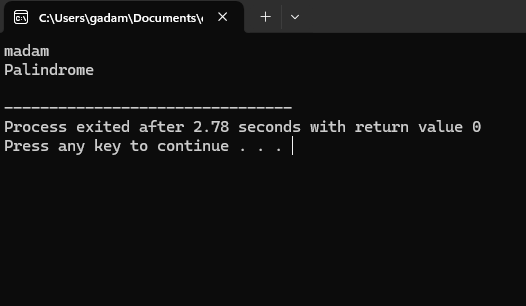 C:\Users\gadam\Documents\
madam
Palindrome
--------------------------------
Process exited after 2.78 seconds with return value 0
Press any key to continue . . .